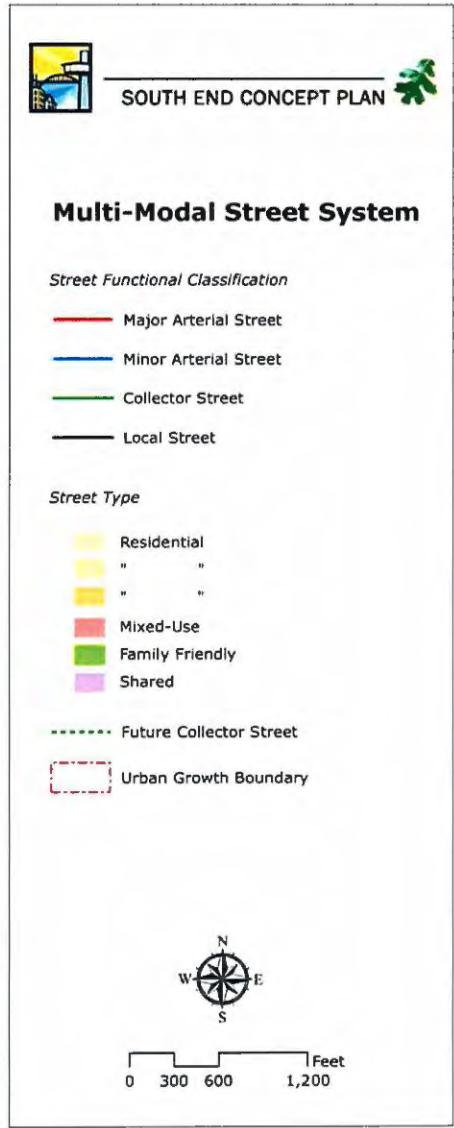 SOUTH END CONCEPT PLAN
Multi-Modal Street System
Street Functional Classification
Major Arterial Street
Minor Arterial Street
Collector Street
Local Street
Street Type
Residential
" "
" "
Mixed-Use
Family Friendly
Shared
Future Collector Street
Urban Growth Boundary
N
W E
S
Feet
0 300 600 1,200